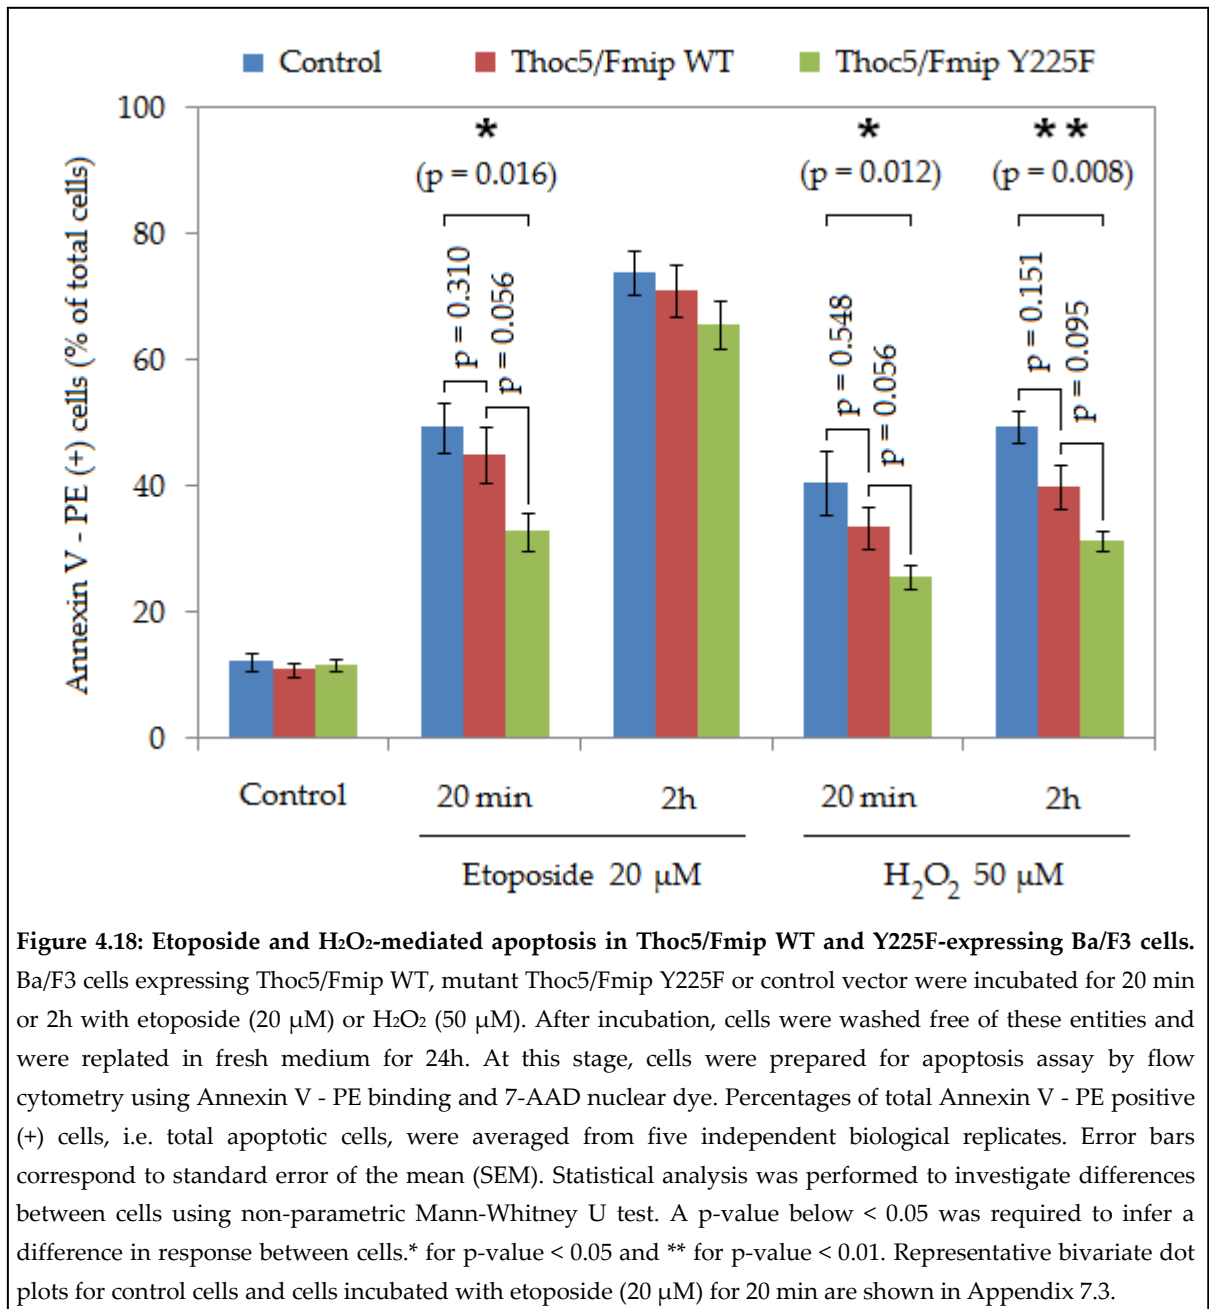 Control Thoc5/Fmip WT Thoc5/Fmip Y225F
Annexin V - PE (+) cells (% of total cells)
100
80
60
40
20
0
*
(p = 0.016)
p = 0.310
p = 0.056
*
(p = 0.012)
p = 0.548
p = 0.056
**
(p = 0.008)
p = 0.151
p = 0.095
Control 20 min 2h 20 min 2h
Etoposide 20 µM H₂O₂ 50 µM
Figure 4.18: Etoposide and H₂O₂-mediated apoptosis in Thoc5/Fmip WT and Y225F-expressing Ba/F3 cells.
Ba/F3 cells expressing Thoc5/Fmip WT, mutant Thoc5/Fmip Y225F or control vector were incubated for 20 min
or 2h with etoposide (20 µM) or H₂O₂ (50 µM). After incubation, cells were washed free of these entities and
were replated in fresh medium for 24h. At this stage, cells were prepared for apoptosis assay by flow
cytometry using Annexin V - PE binding and 7-AAD nuclear dye. Percentages of total Annexin V - PE positive
(+) cells, i.e. total apoptotic cells, were averaged from five independent biological replicates. Error bars
correspond to standard error of the mean (SEM). Statistical analysis was performed to investigate differences
between cells using non-parametric Mann-Whitney U test. A p-value below < 0.05 was required to infer a
difference in response between cells.* for p-value < 0.05 and ** for p-value < 0.01. Representative bivariate dot
plots for control cells and cells incubated with etoposide (20 µM) for 20 min are shown in Appendix 7.3.